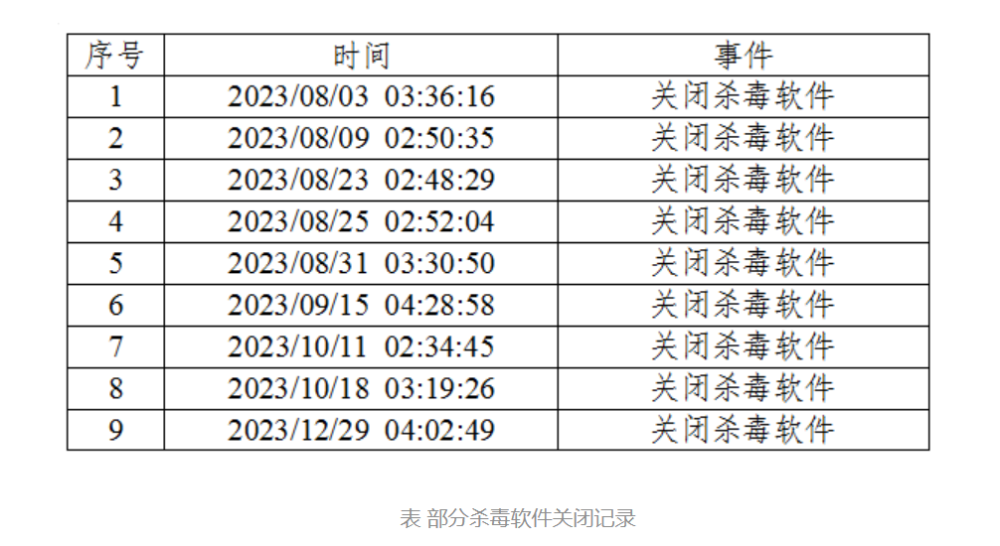 序号 时间 事件
1 2023/08/03 03:36:16 关闭杀毒软件
2 2023/08/09 02:50:35 关闭杀毒软件
3 2023/08/23 02:48:29 关闭杀毒软件
4 2023/08/25 02:52:04 关闭杀毒软件
5 2023/08/31 03:30:50 关闭杀毒软件
6 2023/09/15 04:28:58 关闭杀毒软件
7 2023/10/11 02:34:45 关闭杀毒软件
8 2023/10/18 03:19:26 关闭杀毒软件
9 2023/12/29 04:02:49 关闭杀毒软件
表 部分杀毒软件关闭记录